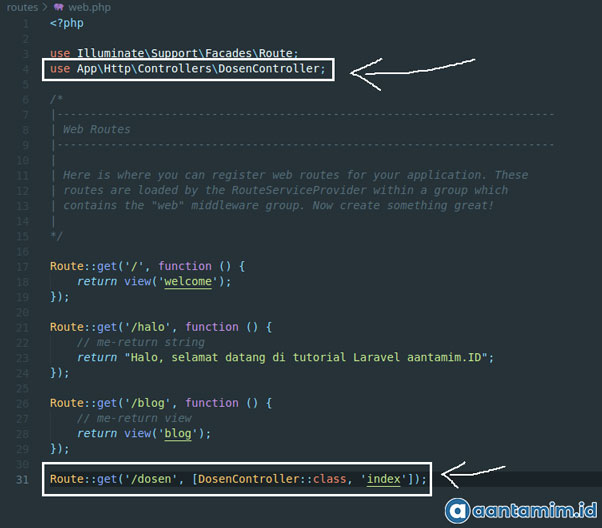 routes > web.php
1 <?php
2
3 use Illuminate\Support\Facades\Route;
4 use App\Http\Controllers\DosenController;
5
6 /*
7 |--------------------------------------------------------------------------
8 | Web Routes
9 |--------------------------------------------------------------------------
10 |
11 | Here is where you can register web routes for your application. These
12 | routes are loaded by the RouteServiceProvider within a group which
13 | contains the "web" middleware group. Now create something great!
14 |
15 */
16
17 Route::get('/', function () {
18     return view('welcome');
19 });
20
21 Route::get('/halo', function () {
22     // me-return string
23     return "Halo, selamat datang di tutorial Laravel aantamim.ID";
24 });
25
26 Route::get('/blog', function () {
27     // me-return view
28     return view('blog');
29 });
30
31 Route::get('/dosen', [DosenController::class, 'index']);
a aantamim.id